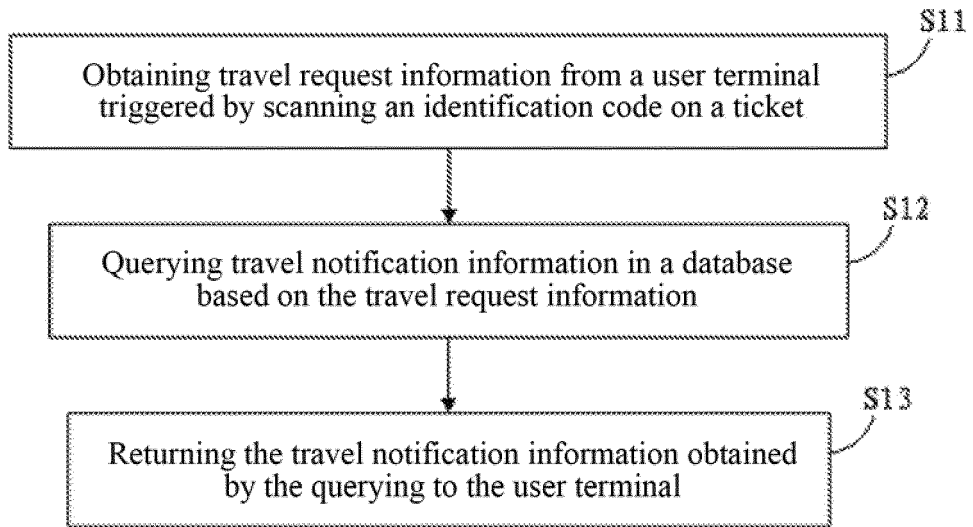 S11
Obtaining travel request information from a user terminal
triggered by scanning an identification code on a ticket
S12
Querying travel notification information in a database
based on the travel request information
S13
Returning the travel notification information obtained
by the querying to the user terminal